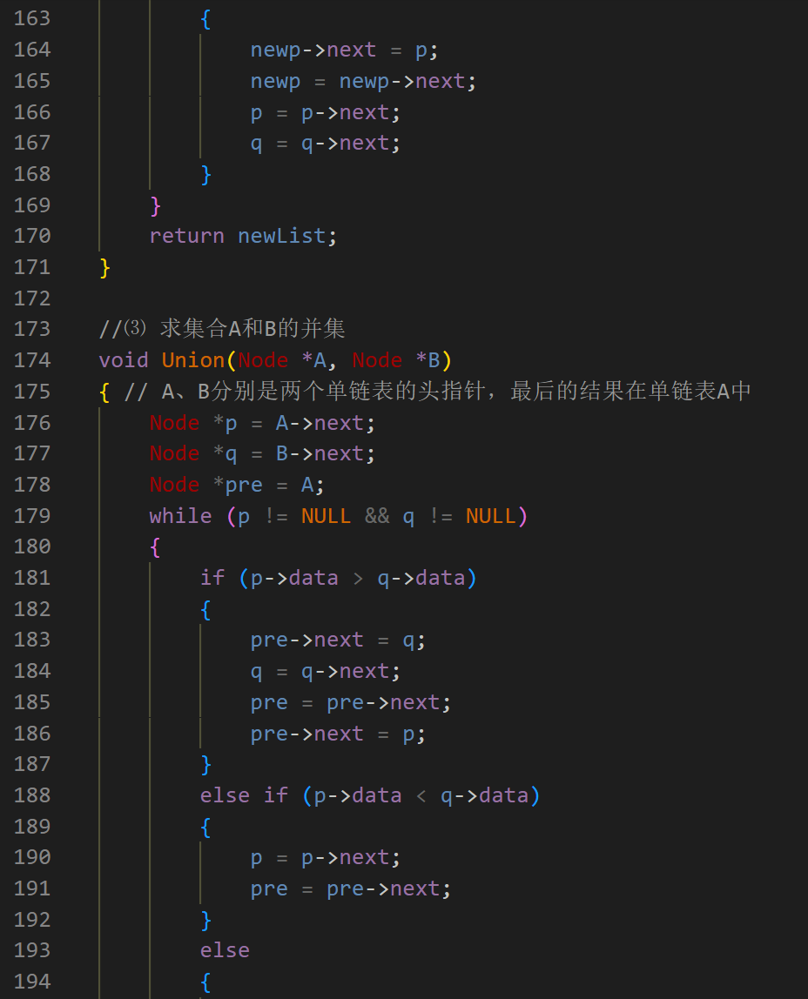 163 {
164 newp->next = p;
165 newp = newp->next;
166 p = p->next;
167 q = q->next;
168 }
169 }
170 return newList;
171 }
172
173 //⑶ 求集合A和B的并集
174 void Union(Node *A, Node *B)
175 { // A、B分别是两个单链表的头指针，最后的结果在单链表A中
176 Node *p = A->next;
177 Node *q = B->next;
178 Node *pre = A;
179 while (p != NULL && q != NULL)
180 {
181 if (p->data > q->data)
182 {
183 pre->next = q;
184 q = q->next;
185 pre = pre->next;
186 pre->next = p;
187 }
188 else if (p->data < q->data)
189 {
190 p = p->next;
191 pre = pre->next;
192 }
193 else
194 {